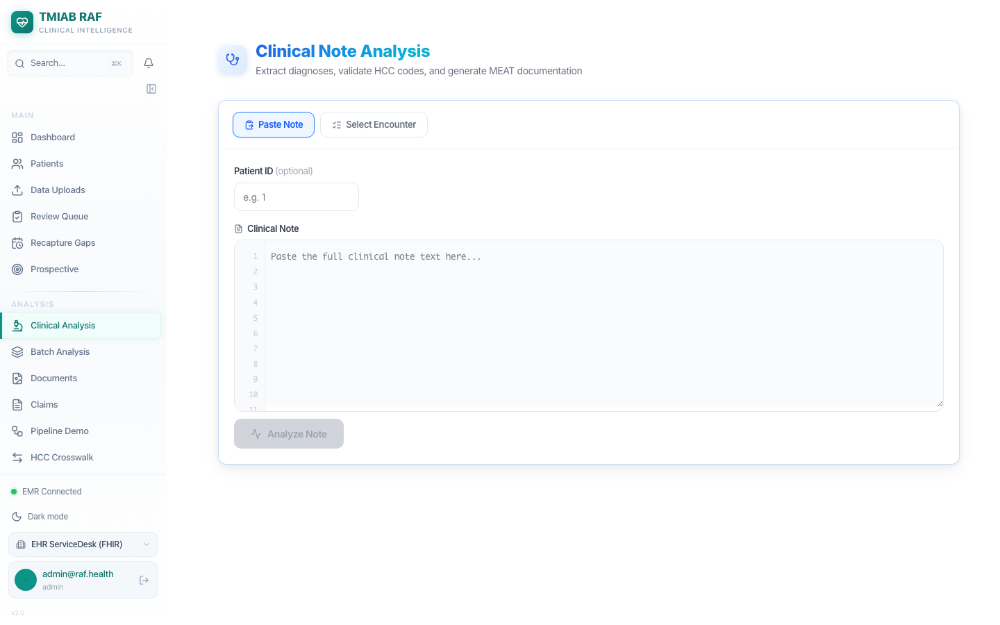 TMIAB RAF
CLINICAL INTELLIGENCE
Search...
⌘K
MAIN
Dashboard
Patients
Data Uploads
Review Queue
Recapture Gaps
Prospective
ANALYSIS
Clinical Analysis
Batch Analysis
Documents
Claims
Pipeline Demo
HCC Crosswalk
EMR Connected
Dark mode
EHR ServiceDesk (FHIR)
admin@raf.health
admin
v2.0
Clinical Note Analysis
Extract diagnoses, validate HCC codes, and generate MEAT documentation
Paste Note
Select Encounter
Patient ID (optional)
e.g. 1
Clinical Note
1 Paste the full clinical note text here...
2
3
4
5
6
7
8
9
10
11
Analyze Note